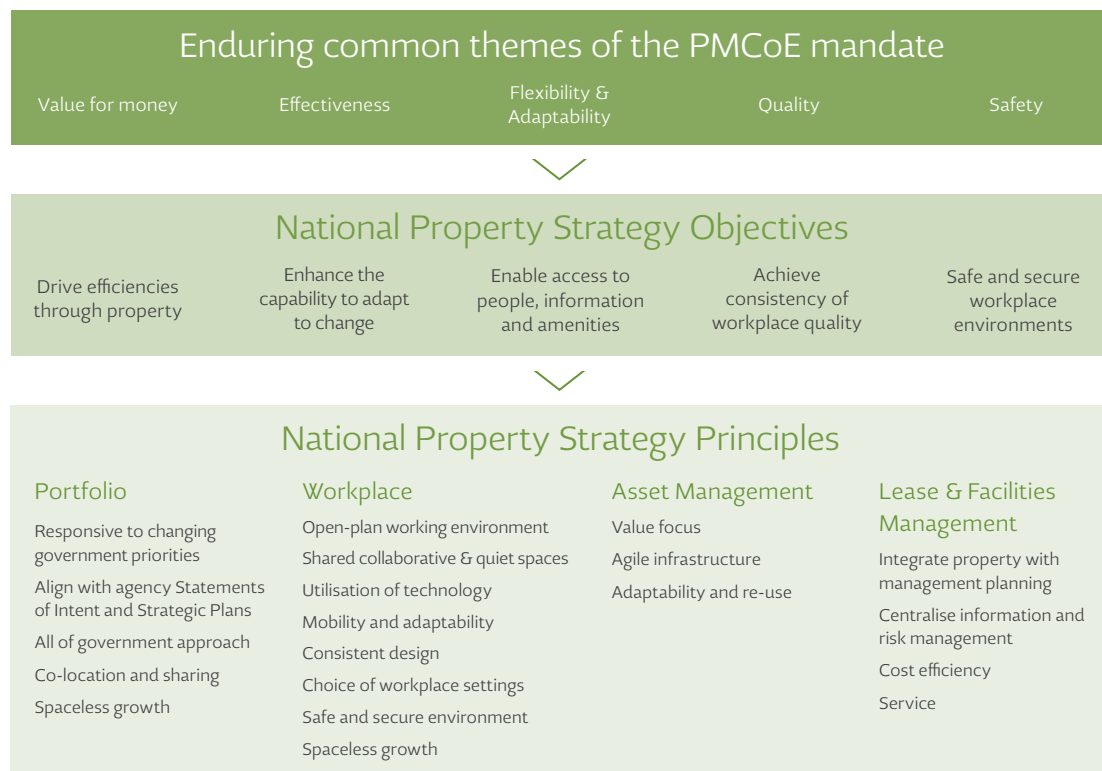 Enduring common themes of the PMCoE mandate
Value for money
Effectiveness
Flexibility &
Adaptability
Quality
Safety
National Property Strategy Objectives
Drive efficiencies
through property
Enhance the
capability to adapt
to change
Enable access to
people, information
and amenities
Achieve
consistency of
workplace quality
Safe and secure
workplace
environments
National Property Strategy Principles
Portfolio
Responsive to changing
government priorities
Align with agency Statements
of Intent and Strategic Plans
All of government approach
Co-location and sharing
Spaceless growth
Workplace
Open-plan working environment
Shared collaborative & quiet spaces
Utilisation of technology
Mobility and adaptability
Consistent design
Choice of workplace settings
Safe and secure environment
Spaceless growth
Asset Management
Value focus
Agile infrastructure
Adaptability and re-use
Lease & Facilities
Management
Integrate property with
management planning
Centralise information and
risk management
Cost efficiency
Service